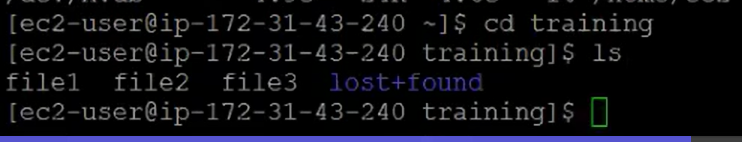 [ec2-user@ip-172-31-43-240 ~]$ cd training
[ec2-user@ip-172-31-43-240 training]$ ls
file1 file2 file3 lost+found
[ec2-user@ip-172-31-43-240 training]$